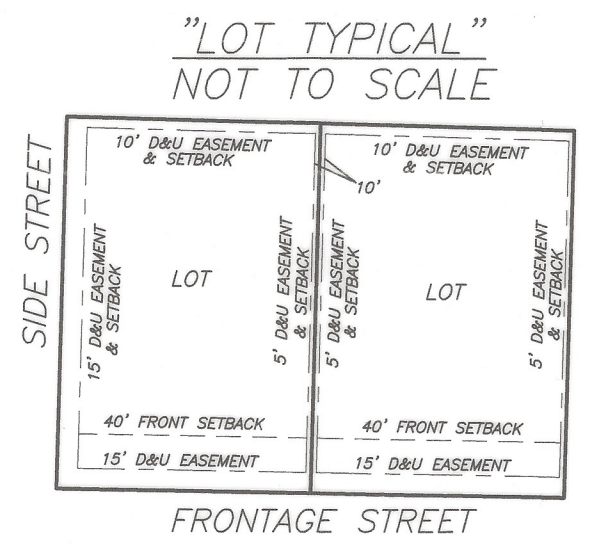 "LOT TYPICAL"
NOT TO SCALE
SIDE STREET
10' D&U EASEMENT
& SETBACK
10' D&U EASEMENT
& SETBACK
10'
15' D&U EASEMENT
& SETBACK
LOT
5' D&U EASEMENT
& SETBACK
5' D&U EASEMENT
& SETBACK
LOT
5' D&U EASEMENT
& SETBACK
40' FRONT SETBACK
40' FRONT SETBACK
15' D&U EASEMENT
15' D&U EASEMENT
FRONTAGE STREET